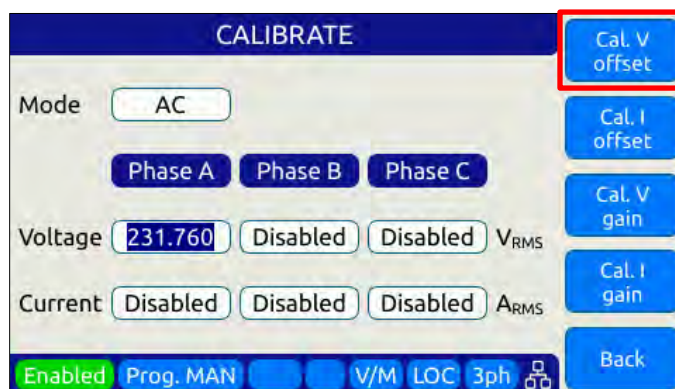 CALIBRATE
Cal. V
offset
Mode AC
Cal. I
offset
Phase A Phase B Phase C
Cal. V
gain
Voltage 231.760 Disabled Disabled VRMS
Cal. I
gain
Current Disabled Disabled Disabled ARMS
Back
Enabled Prog. MAN V/M LOC 3ph